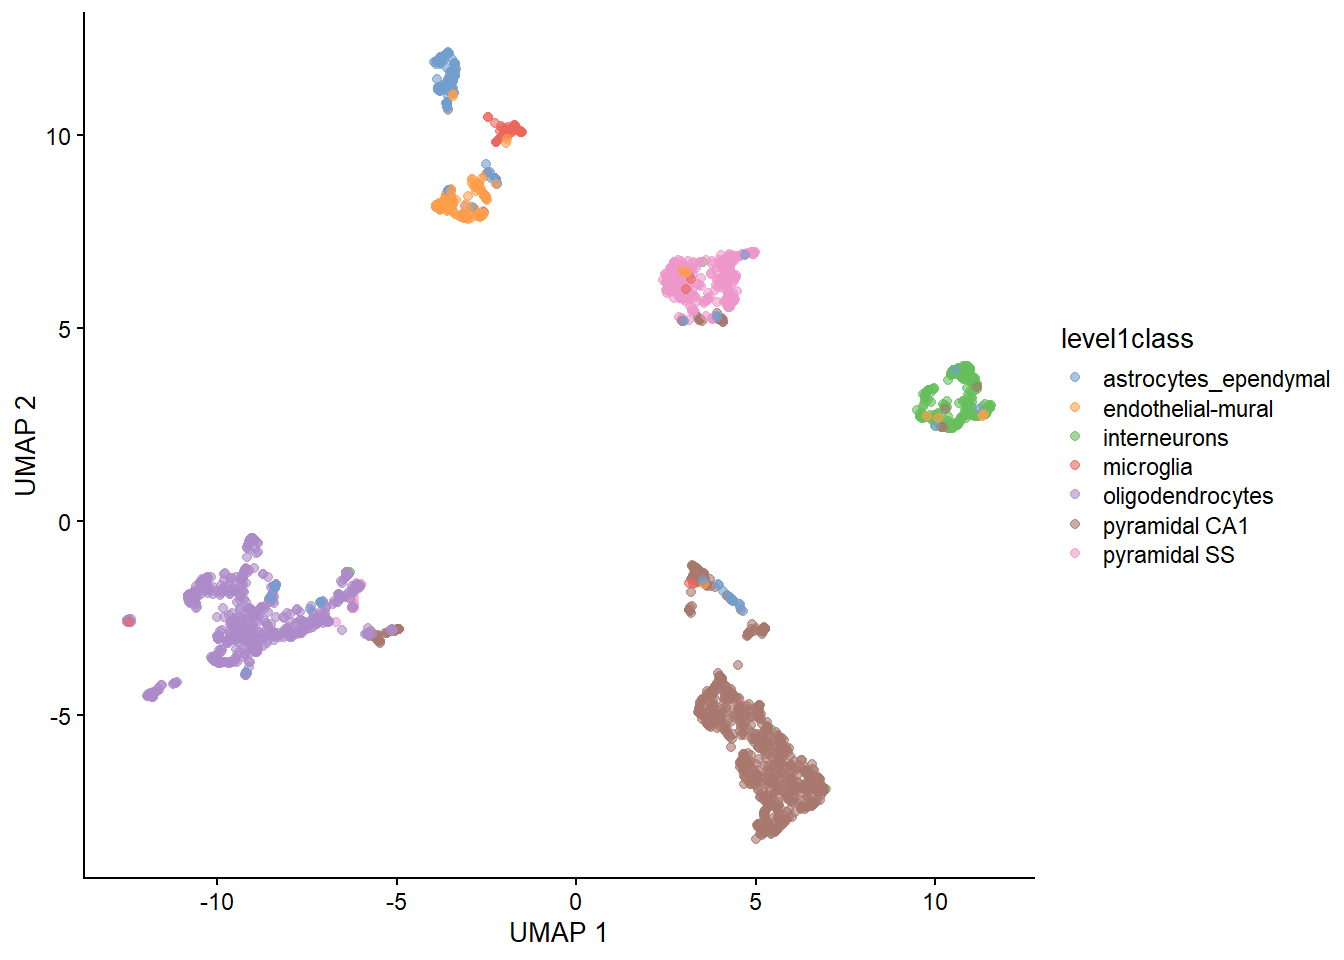 10
5
0
-5
UMAP 2
-10
-5
0
5
10
UMAP 1
level1class
astrocytes_ependymal
endothelial-mural
interneurons
microglia
oligodendrocytes
pyramidal CA1
pyramidal SS